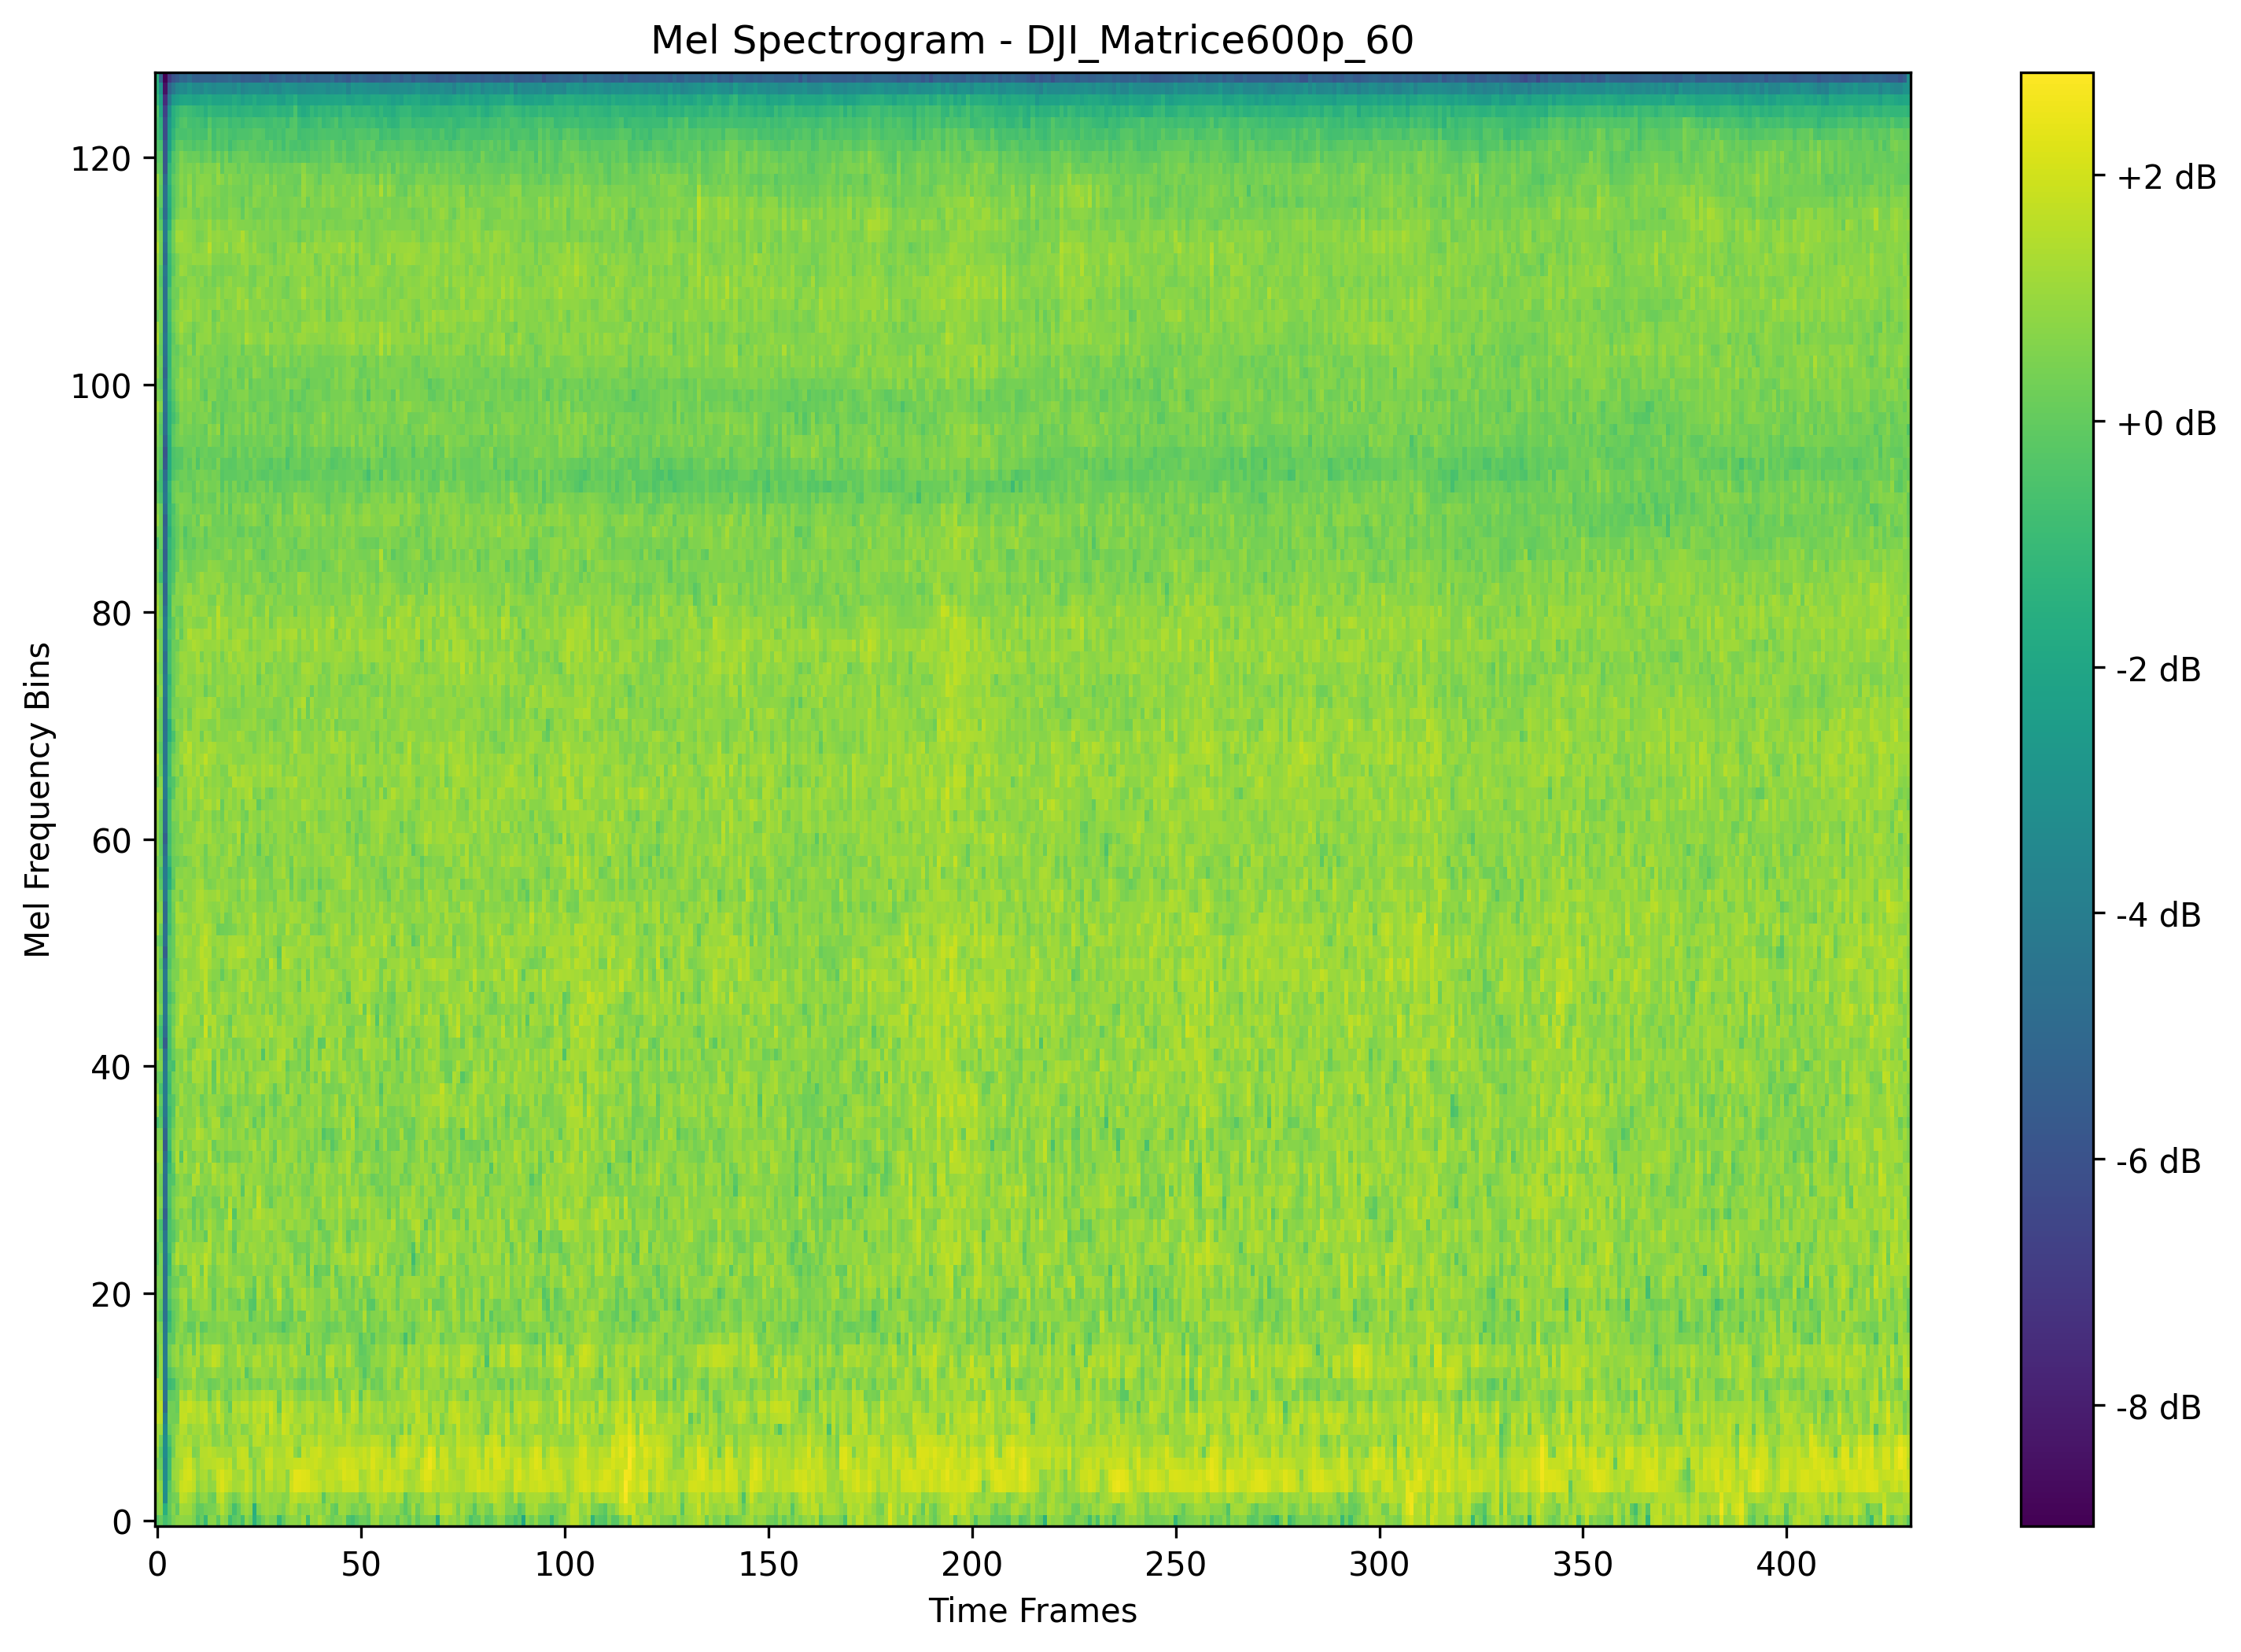 Mel Spectrogram - DJI_Matrice600p_60
Mel Frequency Bins
120
100
80
60
40
20
0
0 50 100 150 200 250 300 350 400
Time Frames
+2 dB
+0 dB
-2 dB
-4 dB
-6 dB
-8 dB